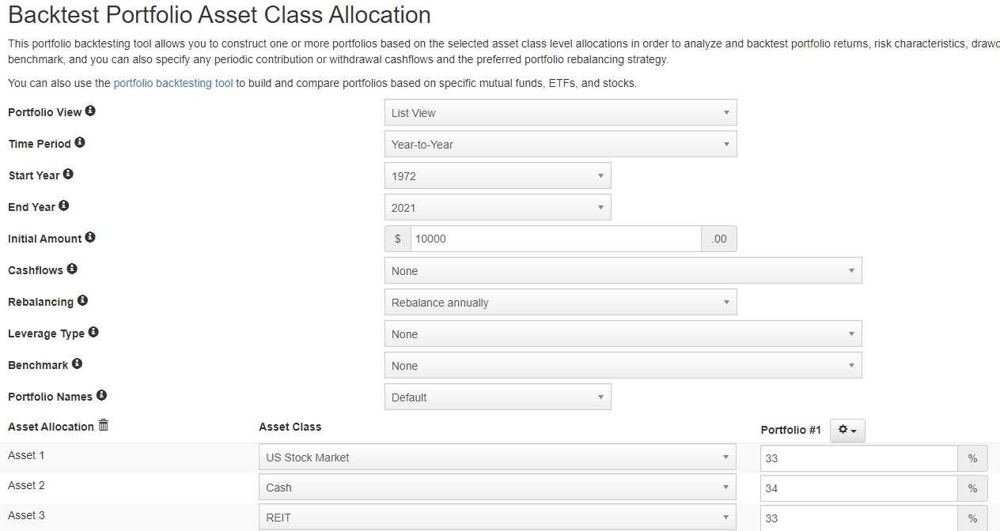 Backtest Portfolio Asset Class Allocation
This portfolio backtesting tool allows you to construct one or more portfolios based on the selected asset class level allocations in order to analyze and backtest portfolio returns, risk characteristics,
benchmark, and you can also specify any periodic contribution or withdrawal cashflows and the preferred portfolio rebalancing strategy.
You can also use the portfolio backtesting tool to build and compare portfolios based on specific mutual funds, ETFs, and stocks.
Portfolio View List View
Time Period Year-to-Year
Start Year 1972
End Year 2021
Initial Amount $ 10000 .00
Cashflows None
Rebalancing Rebalance annually
Leverage Type None
Benchmark None
Portfolio Names Default
Asset Allocation Asset Class Portfolio #1
Asset 1 US Stock Market 33 %
Asset 2 Cash 34 %
Asset 3 REIT 33 %